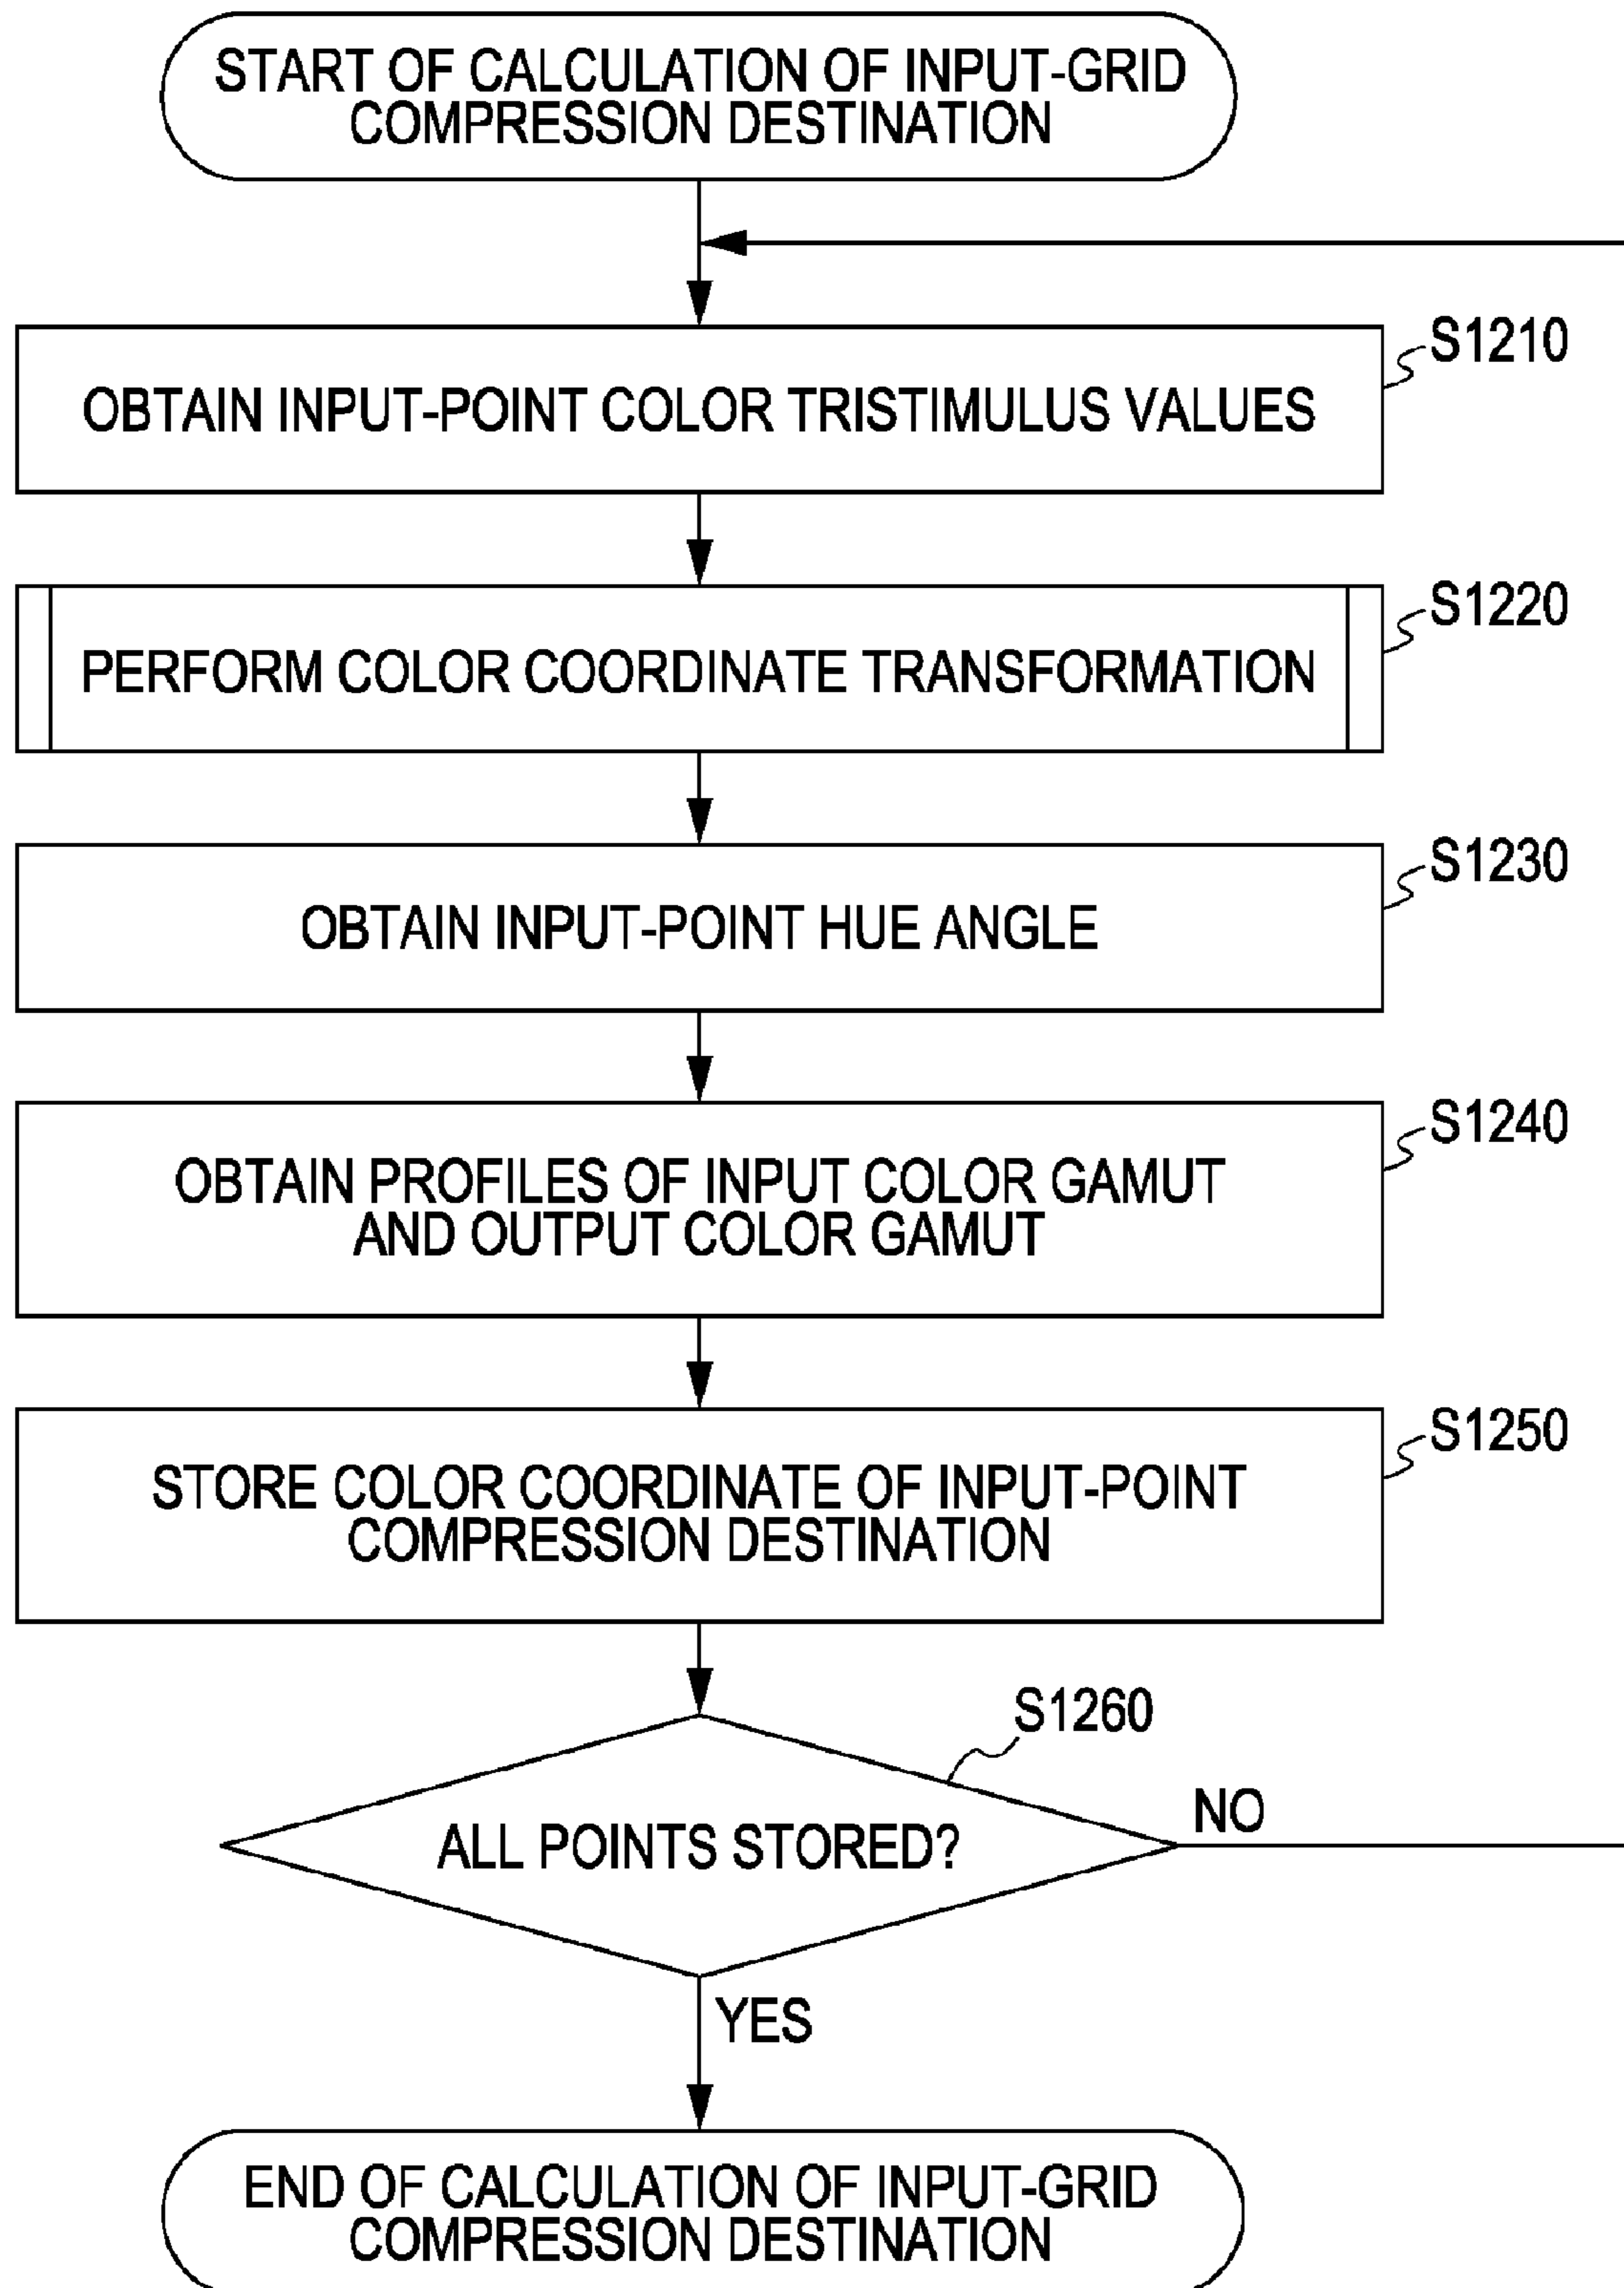 START OF CALCULATION OF INPUT-GRID
COMPRESSION DESTINATION
S1210
OBTAIN INPUT-POINT COLOR TRISTIMULUS VALUES
S1220
PERFORM COLOR COORDINATE TRANSFORMATION
S1230
OBTAIN INPUT-POINT HUE ANGLE
S1240
OBTAIN PROFILES OF INPUT COLOR GAMUT
AND OUTPUT COLOR GAMUT
S1250
STORE COLOR COORDINATE OF INPUT-POINT
COMPRESSION DESTINATION
S1260
ALL POINTS STORED?
NO
YES
END OF CALCULATION OF INPUT-GRID
COMPRESSION DESTINATION